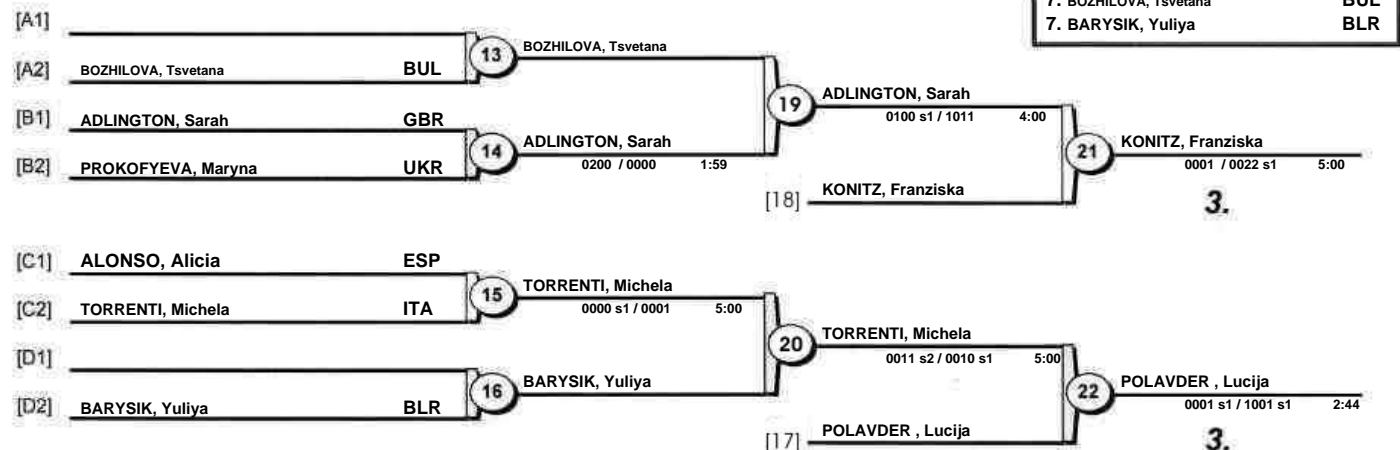 7. BOZHILOVA, Tsvetana BUL
7. BARYSIK, Yuliya BLR
[A1]
[A2] BOZHILOVA, Tsvetana BUL
13 BOZHILOVA, Tsvetana
[B1] ADLINGTON, Sarah GBR
[B2] PROKOFYEVA, Maryna UKR
14 ADLINGTON, Sarah
0200 / 0000 1:59
19 ADLINGTON, Sarah
0100 s1 / 1011 4:00
[18] KONITZ, Franziska
21 KONITZ, Franziska
0001 / 0022 s1 5:00
3.
[C1] ALONSO, Alicia ESP
[C2] TORRENTI, Michela ITA
15 TORRENTI, Michela
0000 s1 / 0001 5:00
[D1]
[D2] BARYSIK, Yuliya BLR
16 BARYSIK, Yuliya
20 TORRENTI, Michela
0011 s2 / 0010 s1 5:00
[17] POLAVDER , Lucija
22 POLAVDER , Lucija
0001 s1 / 1001 s1 2:44
3.